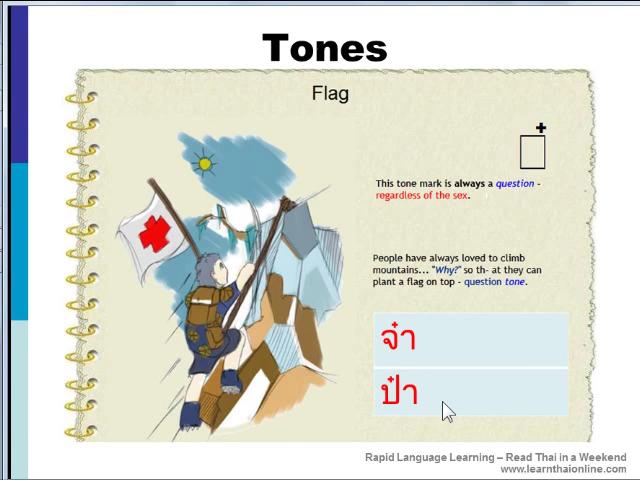 Tones
Flag
This tone mark is always a question -
regardless of the sex.
People have always loved to climb
mountains... "Why?" so th- at they can
plant a flag on top - question tone.
จ๋า
ป๋า
Rapid Language Learning – Read Thai in a Weekend
www.learnthaionline.com